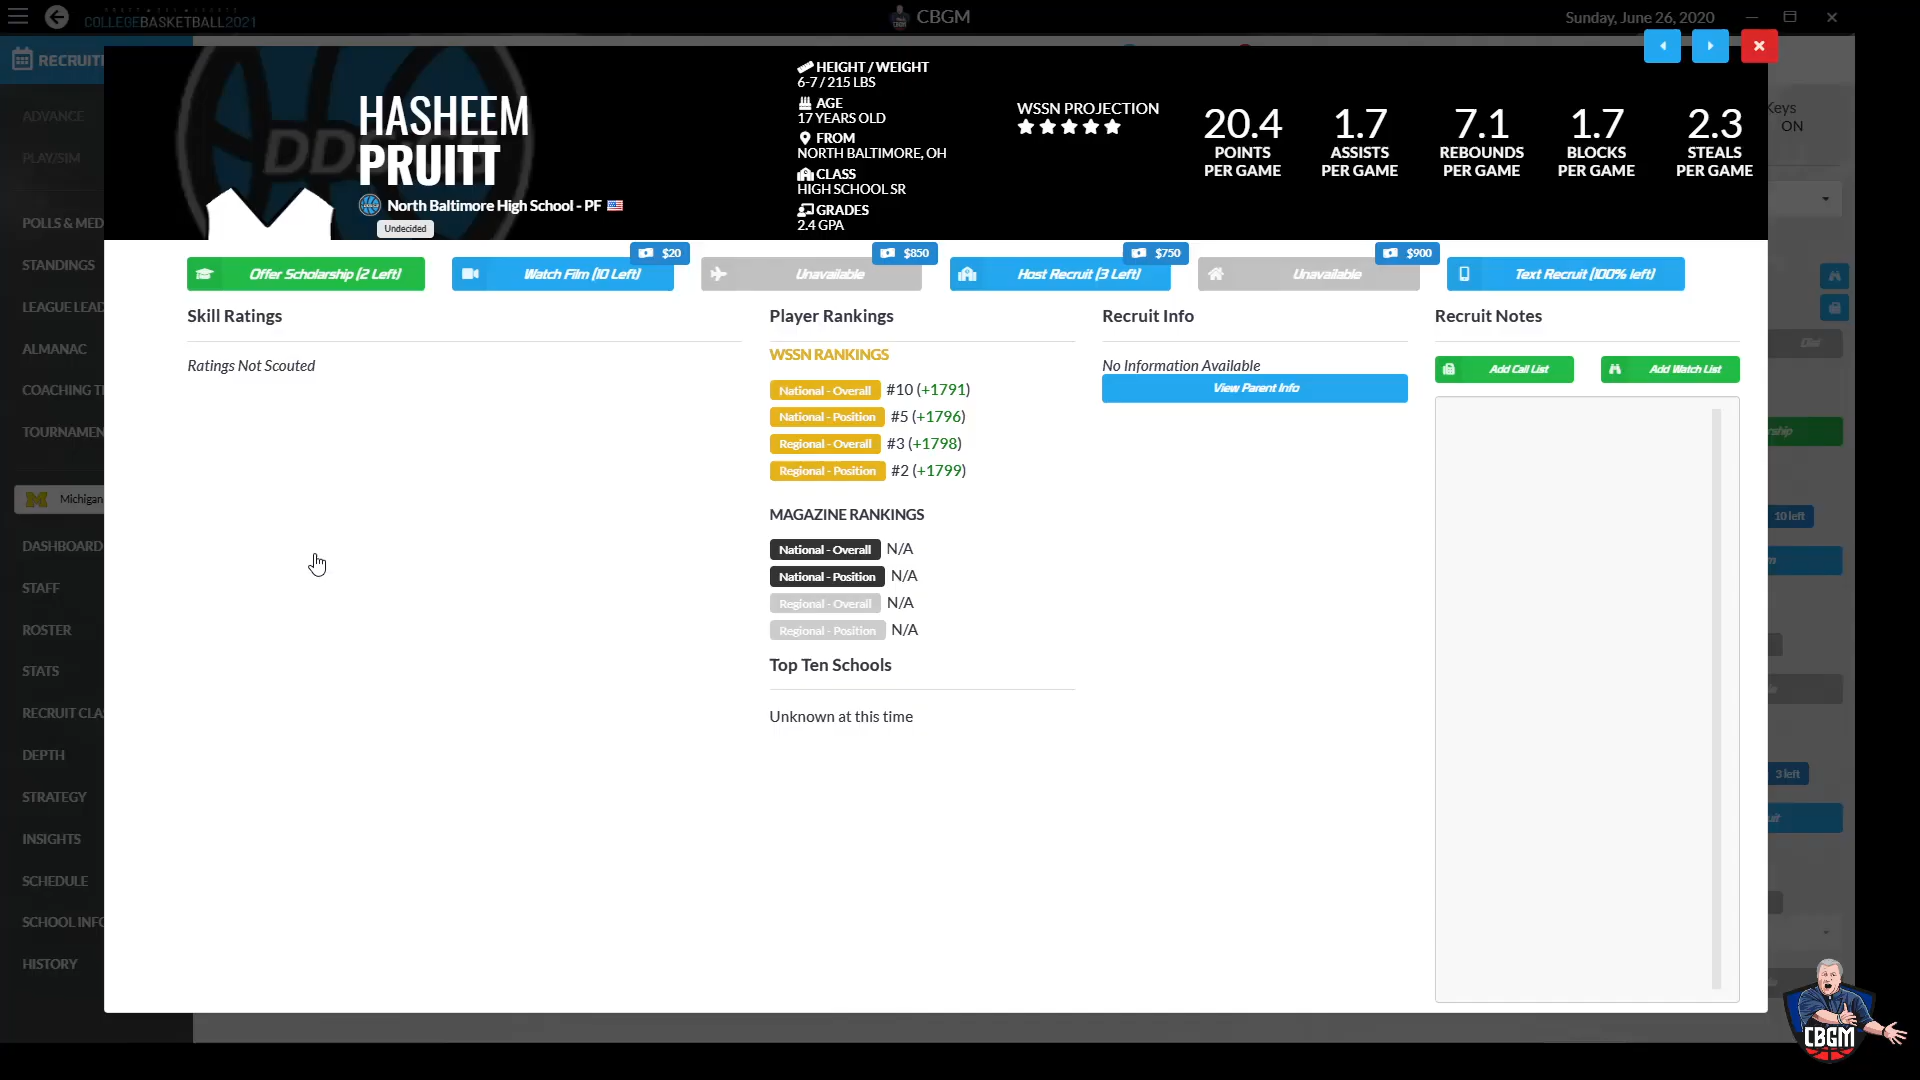 COLLEGEBASKETBALL2021
CBGM
Sunday, June 26, 2020
RECRUIT
ADVANCE
PLAY/SIM
POLLS & MED
STANDINGS
LEAGUE LEAD
ALMANAC
COACHING T
TOURNAMEN
Michigan
DASHBOARD
STAFF
ROSTER
STATS
RECRUIT CLA
DEPTH
STRATEGY
INSIGHTS
SCHEDULE
SCHOOL INFO
HISTORY
HASHEEM
PRUITT
North Baltimore High School - PF
Undecided
HEIGHT / WEIGHT
6-7 / 215 LBS
AGE
17 YEARS OLD
FROM
NORTH BALTIMORE, OH
CLASS
HIGH SCHOOL SR
GRADES
2.4 GPA
WSSN PROJECTION
20.4 1.7 7.1 1.7 2.3
POINTS ASSISTS REBOUNDS BLOCKS STEALS
PER GAME PER GAME PER GAME PER GAME PER GAME
Keys
ON
$20 $850 $750 $900
Offer Scholarship (2 Left) Watch Film (10 Left) Unavailable Host Recruit (3 Left) Unavailable Text Recruit (100% left)
Skill Ratings
Ratings Not Scouted
Player Rankings
WSSN RANKINGS
National - Overall #10 (+1791)
National - Position #5 (+1796)
Regional - Overall #3 (+1798)
Regional - Position #2 (+1799)
MAGAZINE RANKINGS
National - Overall N/A
National - Position N/A
Regional - Overall N/A
Regional - Position N/A
Top Ten Schools
Unknown at this time
Recruit Info
No Information Available
View Parent Info
Recruit Notes
Add Call List Add Watch List
10 left
3 left
CBGM